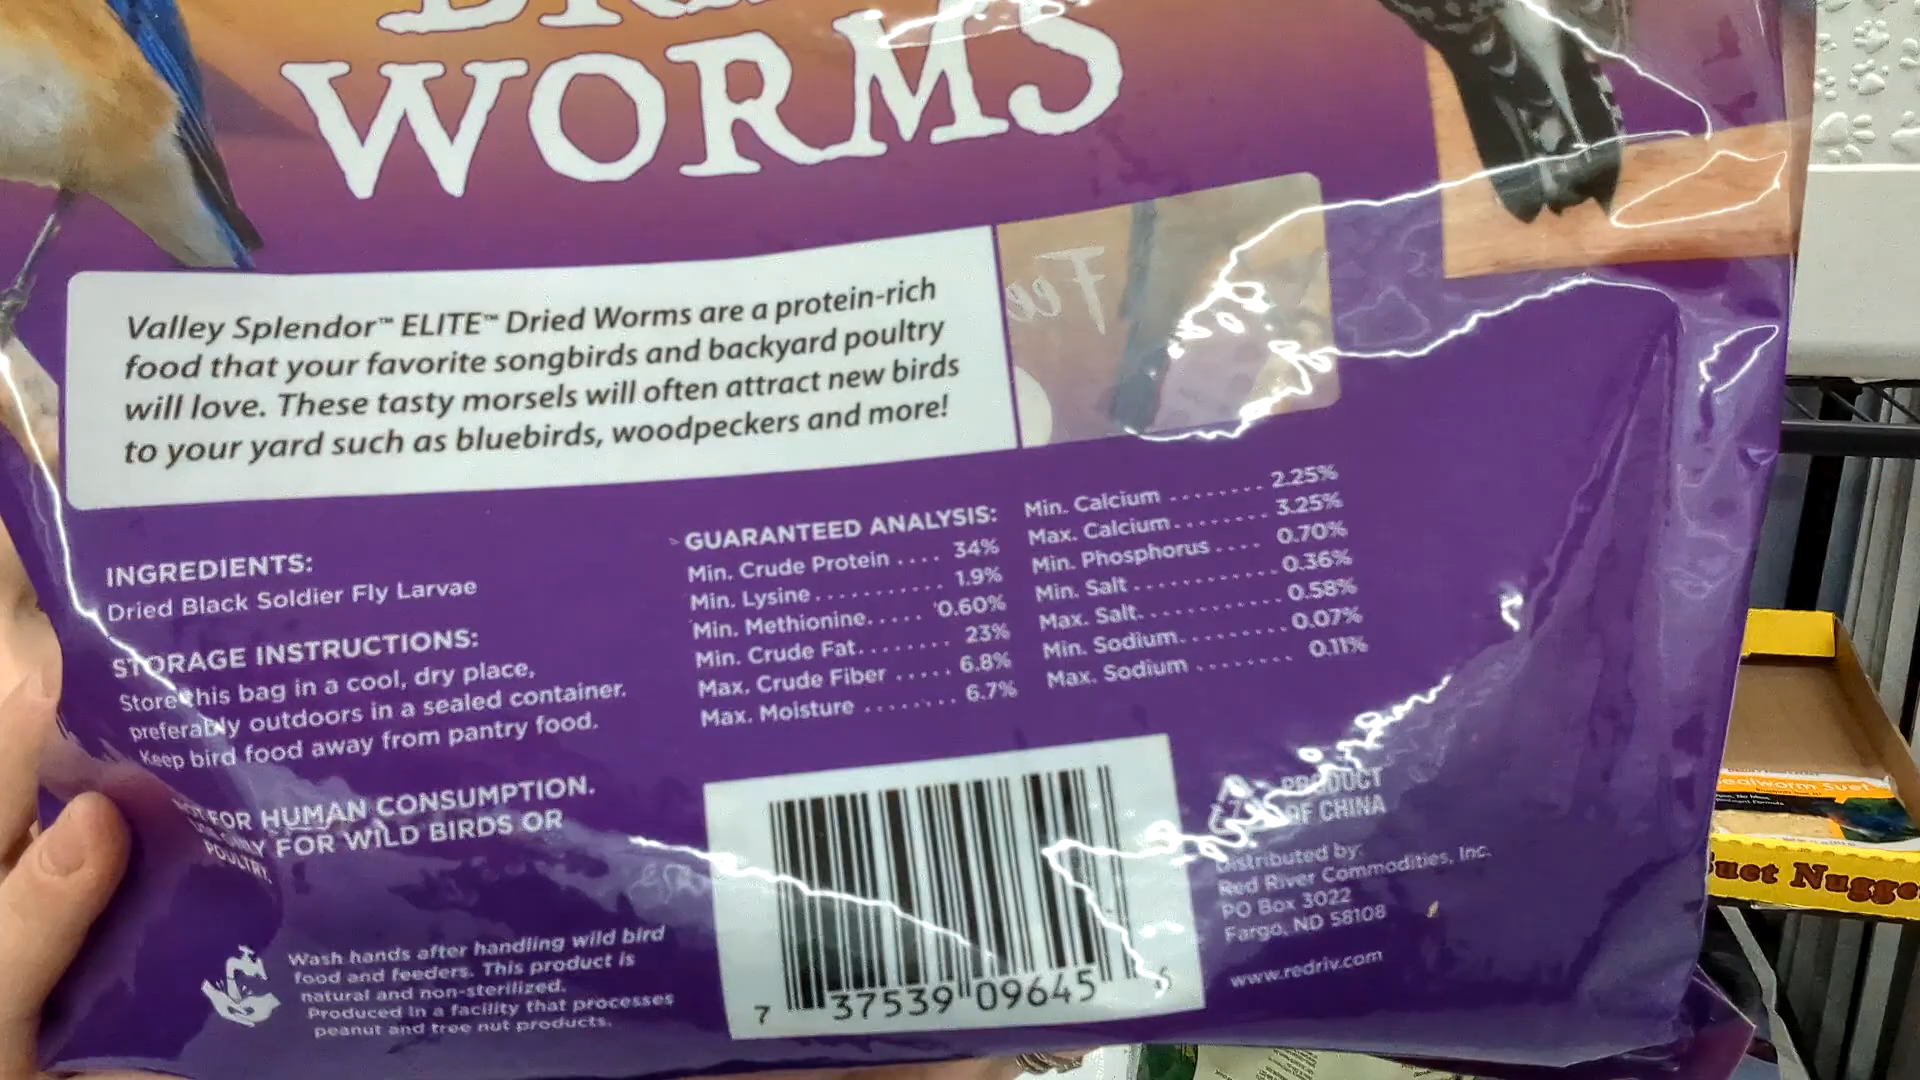 WORMS
Valley Splendor™ ELITE™ Dried Worms are a protein-rich
food that your favorite songbirds and backyard poultry
will love. These tasty morsels will often attract new birds
to your yard such as bluebirds, woodpeckers and more!
INGREDIENTS:
Dried Black Soldier Fly Larvae
STORAGE INSTRUCTIONS:
Store this bag in a cool, dry place,
preferably outdoors in a sealed container.
Keep bird food away from pantry food.
FOR HUMAN CONSUMPTION.
FOR WILD BIRDS OR
POULTRY.
Wash hands after handling wild bird
food and feeders. This product is
natural and non-sterilized.
Produced in a facility that processes
peanut and tree nut products.
GUARANTEED ANALYSIS:
Min. Crude Protein .... 34%
Min. Lysine........... 1.9%
Min. Methionine..... 0.60%
Min. Crude Fat........ 23%
Max. Crude Fiber ..... 6.8%
Max. Moisture ........ 6.7%
Min. Calcium ........ 2.25%
Max. Calcium........ 3.25%
Min. Phosphorus .... 0.70%
Min. Salt............ 0.36%
Max. Salt............ 0.58%
Min. Sodium......... 0.07%
Max. Sodium ........ 0.11%
7 37539 09645
PRODUCT
OF CHINA
Distributed by:
Red River Commodities, Inc.
PO Box 3022
Fargo, ND 58108
www.redriv.com